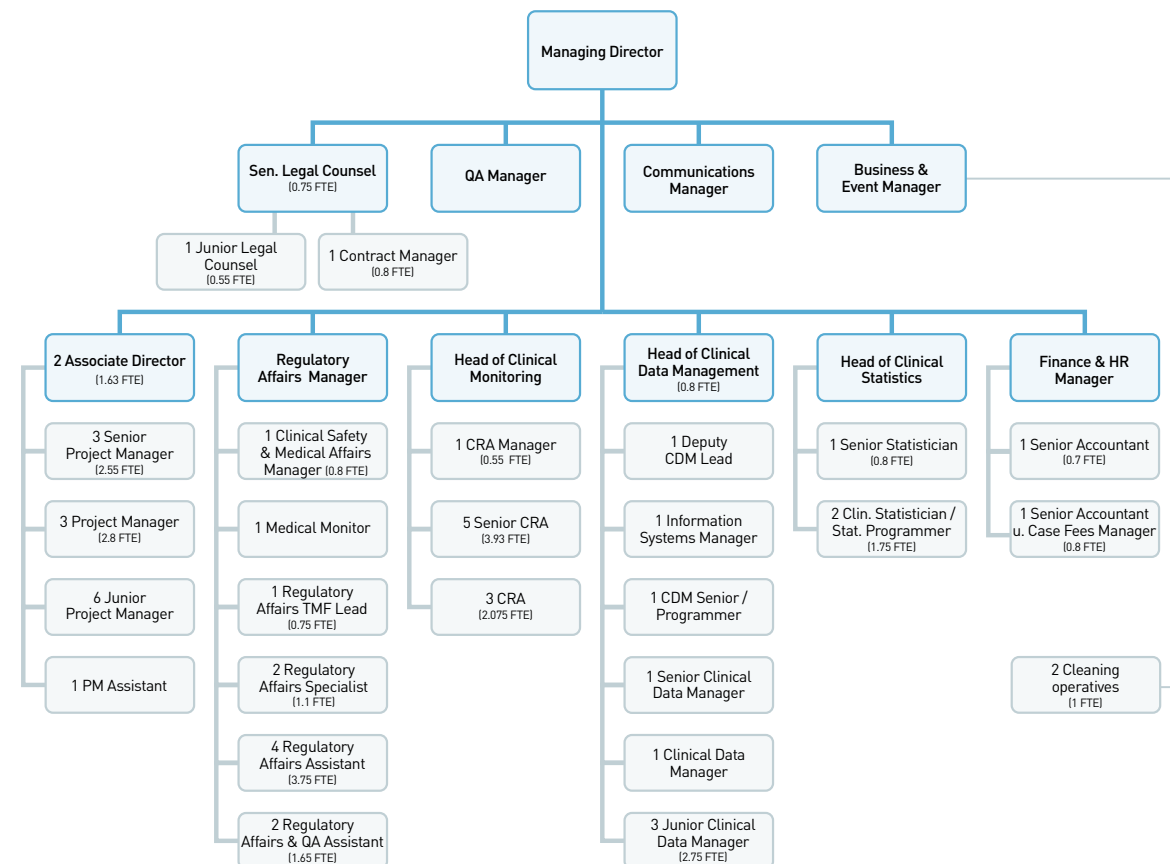 Managing Director
Sen. Legal Counsel
(0.75 FTE)
QA Manager
Communications
Manager
Business &
Event Manager
1 Junior Legal
Counsel
(0.55 FTE)
1 Contract Manager
(0.8 FTE)
2 Associate Director
(1.63 FTE)
Regulatory
Affairs Manager
Head of Clinical
Monitoring
Head of Clinical
Data Management
(0.8 FTE)
Head of Clinical
Statistics
Finance & HR
Manager
3 Senior
Project Manager
(2.55 FTE)
1 Clinical Safety
& Medical Affairs
Manager (0.8 FTE)
1 CRA Manager
(0.55 FTE)
1 Deputy
CDM Lead
1 Senior Statistician
(0.8 FTE)
1 Senior Accountant
(0.7 FTE)
3 Project Manager
(2.8 FTE)
1 Medical Monitor
5 Senior CRA
(3.93 FTE)
1 Information
Systems Manager
2 Clin. Statistician /
Stat. Programmer
(1.75 FTE)
1 Senior Accountant
u. Case Fees Manager
(0.8 FTE)
6 Junior
Project Manager
1 Regulatory
Affairs TMF Lead
(0.75 FTE)
3 CRA
(2.075 FTE)
1 CDM Senior /
Programmer
1 PM Assistant
2 Regulatory
Affairs Specialist
(1.1 FTE)
1 Senior Clinical
Data Manager
2 Cleaning
operatives
(1 FTE)
4 Regulatory
Affairs Assistant
(3.75 FTE)
1 Clinical Data
Manager
2 Regulatory
Affairs & QA Assistant
(1.65 FTE)
3 Junior Clinical
Data Manager
(2.75 FTE)